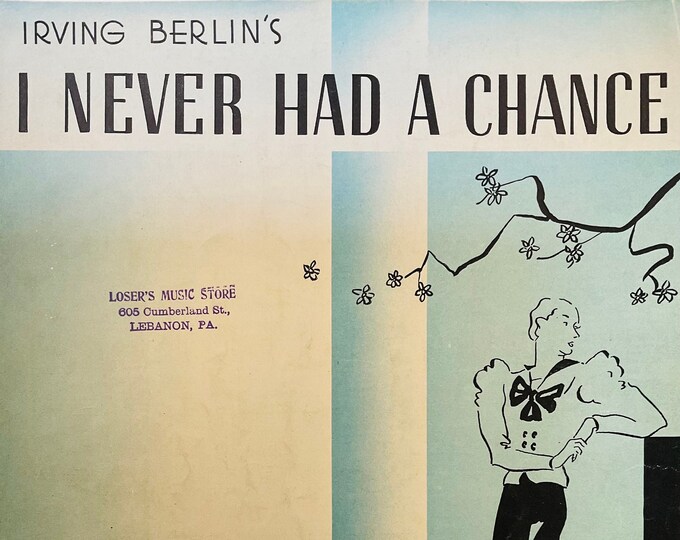 IRVING BERLIN'S
I NEVER HAD A CHANCE
LOSER'S MUSIC STORE
605 Cumberland St.,
LEBANON, PA.